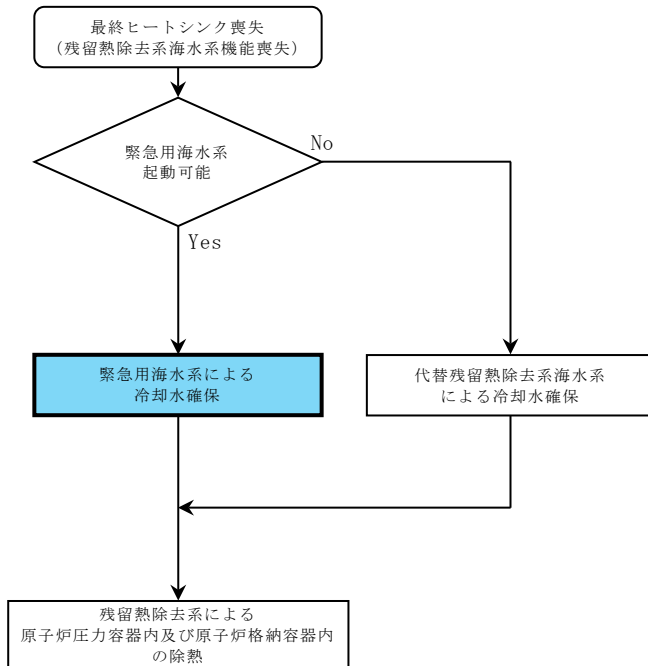 最終ヒートシンク喪失
（残留熱除去系海水系機能喪失）
緊急用海水系
起動可能
No
Yes
緊急用海水系による
冷却水確保
代替残留熱除去系海水系
による冷却水確保
残留熱除去系による
原子炉圧力容器内及び原子炉格納容器内
の除熱